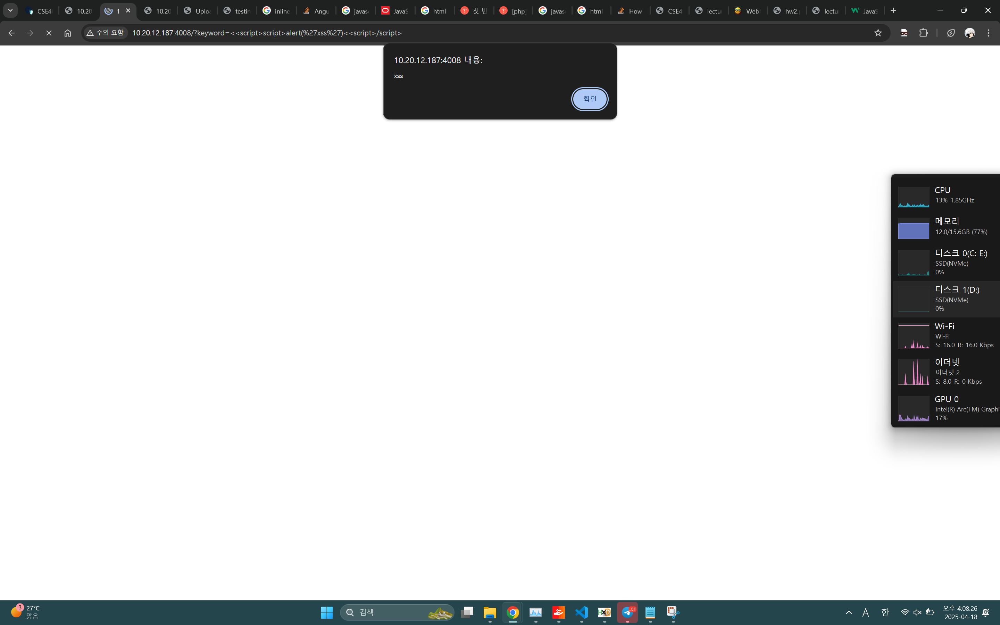 CSE4
10.20
1
10.20
Uploa
testin
inline
Angu
javasc
JavaS
html
첫 번
[php]
javasc
html
How
CSE4
lectu
Webl
hw2.p
lectu
JavaS
주의 요함
10.20.12.187:4008/?keyword=<<script>script>alert(%27xss%27)<<script>/script>
10.20.12.187:4008 내용:
xss
확인
CPU
13% 1.85GHz
메모리
12.0/15.6GB (77%)
디스크 0(C: E:)
SSD(NVMe)
0%
디스크 1(D:)
SSD(NVMe)
0%
Wi-Fi
Wi-Fi
S: 16.0 R: 16.0 Kbps
이더넷
이더넷 2
S: 8.0 R: 0 Kbps
GPU 0
Intel(R) Arc(TM) Graphi
17%
3
27°C
맑음
검색
HxD
..01
A
한
오후 4:08:26
2025-04-18